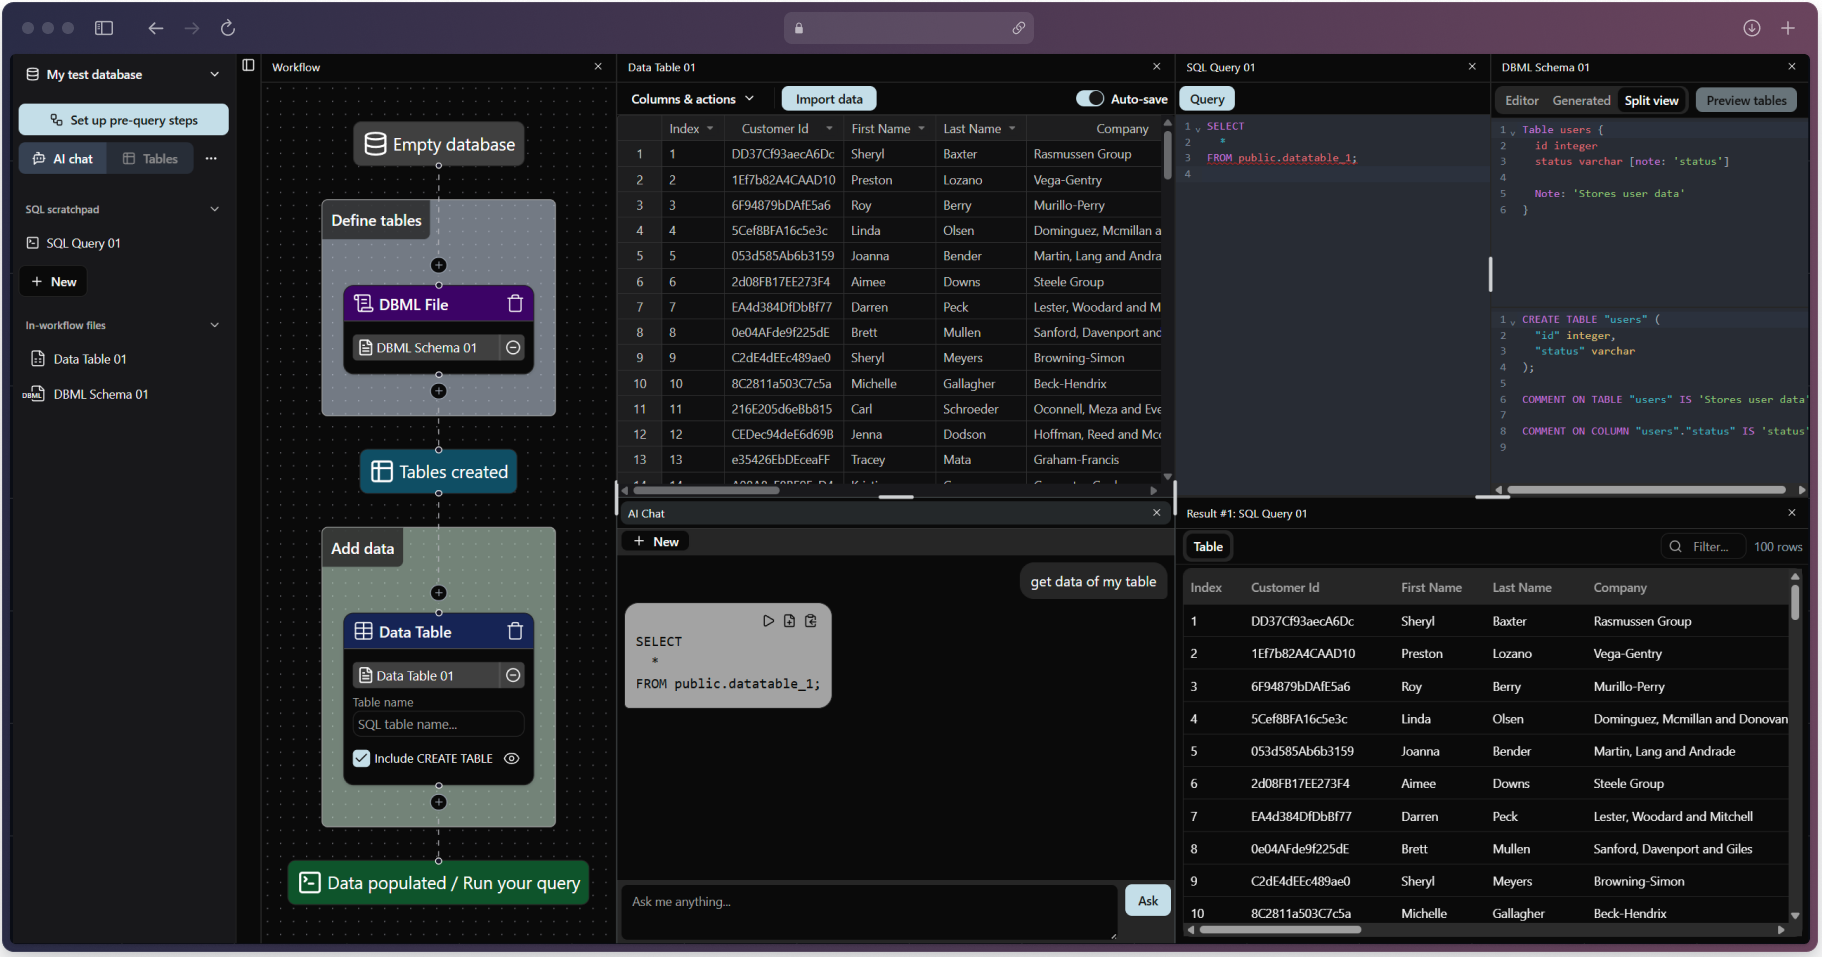 My test database
Set up pre-query steps
AI chat
Tables
SQL scratchpad
SQL Query 01
New
In-workflow files
Data Table 01
DBML DBML Schema 01
Workflow
Empty database
Define tables
DBML File
DBML Schema 01
Tables created
Add data
Data Table
Data Table 01
Table name
SQL table name...
Include CREATE TABLE
Data populated / Run your query
Data Table 01
Columns & actions
Import data
Auto-save
Index Customer Id First Name Last Name Company
1 1 DD37Cf93aecA6Dc Sheryl Baxter Rasmussen Group
2 2 1Ef7b82A4CAAD10 Preston Lozano Vega-Gentry
3 3 6F94879bDAfE5a6 Roy Berry Murillo-Perry
4 4 5Cef8BFA16c5e3c Linda Olsen Dominguez, Mcmillan a
5 5 053d585Ab6b3159 Joanna Bender Martin, Lang and Andra
6 6 2d08FB17EE273F4 Aimee Downs Steele Group
7 7 EA4d384DfDbBf77 Darren Peck Lester, Woodard and M
8 8 0e04AFde9f225dE Brett Mullen Sanford, Davenport and
9 9 C2dE4dEEc489ae0 Sheryl Meyers Browning-Simon
10 10 8C2811a503C7c5a Michelle Gallagher Beck-Hendrix
11 11 216E205d6eBb815 Carl Schroeder Oconnell, Meza and Eve
12 12 CEDec94deE6d69B Jenna Dodson Hoffman, Reed and Mcc
13 13 e35426EbDEceaFF Tracey Mata Graham-Francis
AI Chat
New
get data of my table
SELECT
*
FROM public.datatable_1;
Ask me anything...
Ask
SQL Query 01
Query
1 SELECT
2 *
3 FROM public.datatable_1;
4
DBML Schema 01
Editor Generated Split view Preview tables
1 Table users {
2 id integer
3 status varchar [note: 'status']
4
5 Note: 'Stores user data'
6 }
1 CREATE TABLE "users" (
2 "id" integer,
3 "status" varchar
4 );
5
6 COMMENT ON TABLE "users" IS 'Stores user data'
7
8 COMMENT ON COLUMN "users"."status" IS 'status'
9
Result #1: SQL Query 01
Table
Filter...
100 rows
Index Customer Id First Name Last Name Company
1 DD37Cf93aecA6Dc Sheryl Baxter Rasmussen Group
2 1Ef7b82A4CAAD10 Preston Lozano Vega-Gentry
3 6F94879bDAfE5a6 Roy Berry Murillo-Perry
4 5Cef8BFA16c5e3c Linda Olsen Dominguez, Mcmillan and Donovan
5 053d585Ab6b3159 Joanna Bender Martin, Lang and Andrade
6 2d08FB17EE273F4 Aimee Downs Steele Group
7 EA4d384DfDbBf77 Darren Peck Lester, Woodard and Mitchell
8 0e04AFde9f225dE Brett Mullen Sanford, Davenport and Giles
9 C2dE4dEEc489ae0 Sheryl Meyers Browning-Simon
10 8C2811a503C7c5a Michelle Gallagher Beck-Hendrix